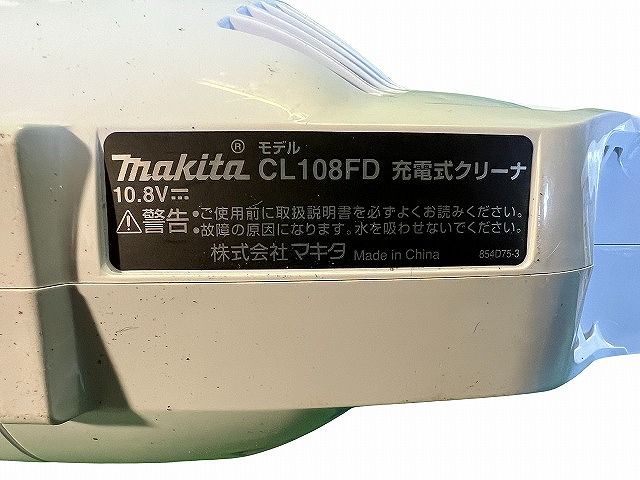 makita® モデル CL108FD 充電式クリーナ
10.8V⎓
⚠警告 •ご使用前に取扱説明書を必ずよくお読みください。
•故障の原因になります。水を吸わせないでください。
株式会社マキタ Made in China 854D75-3